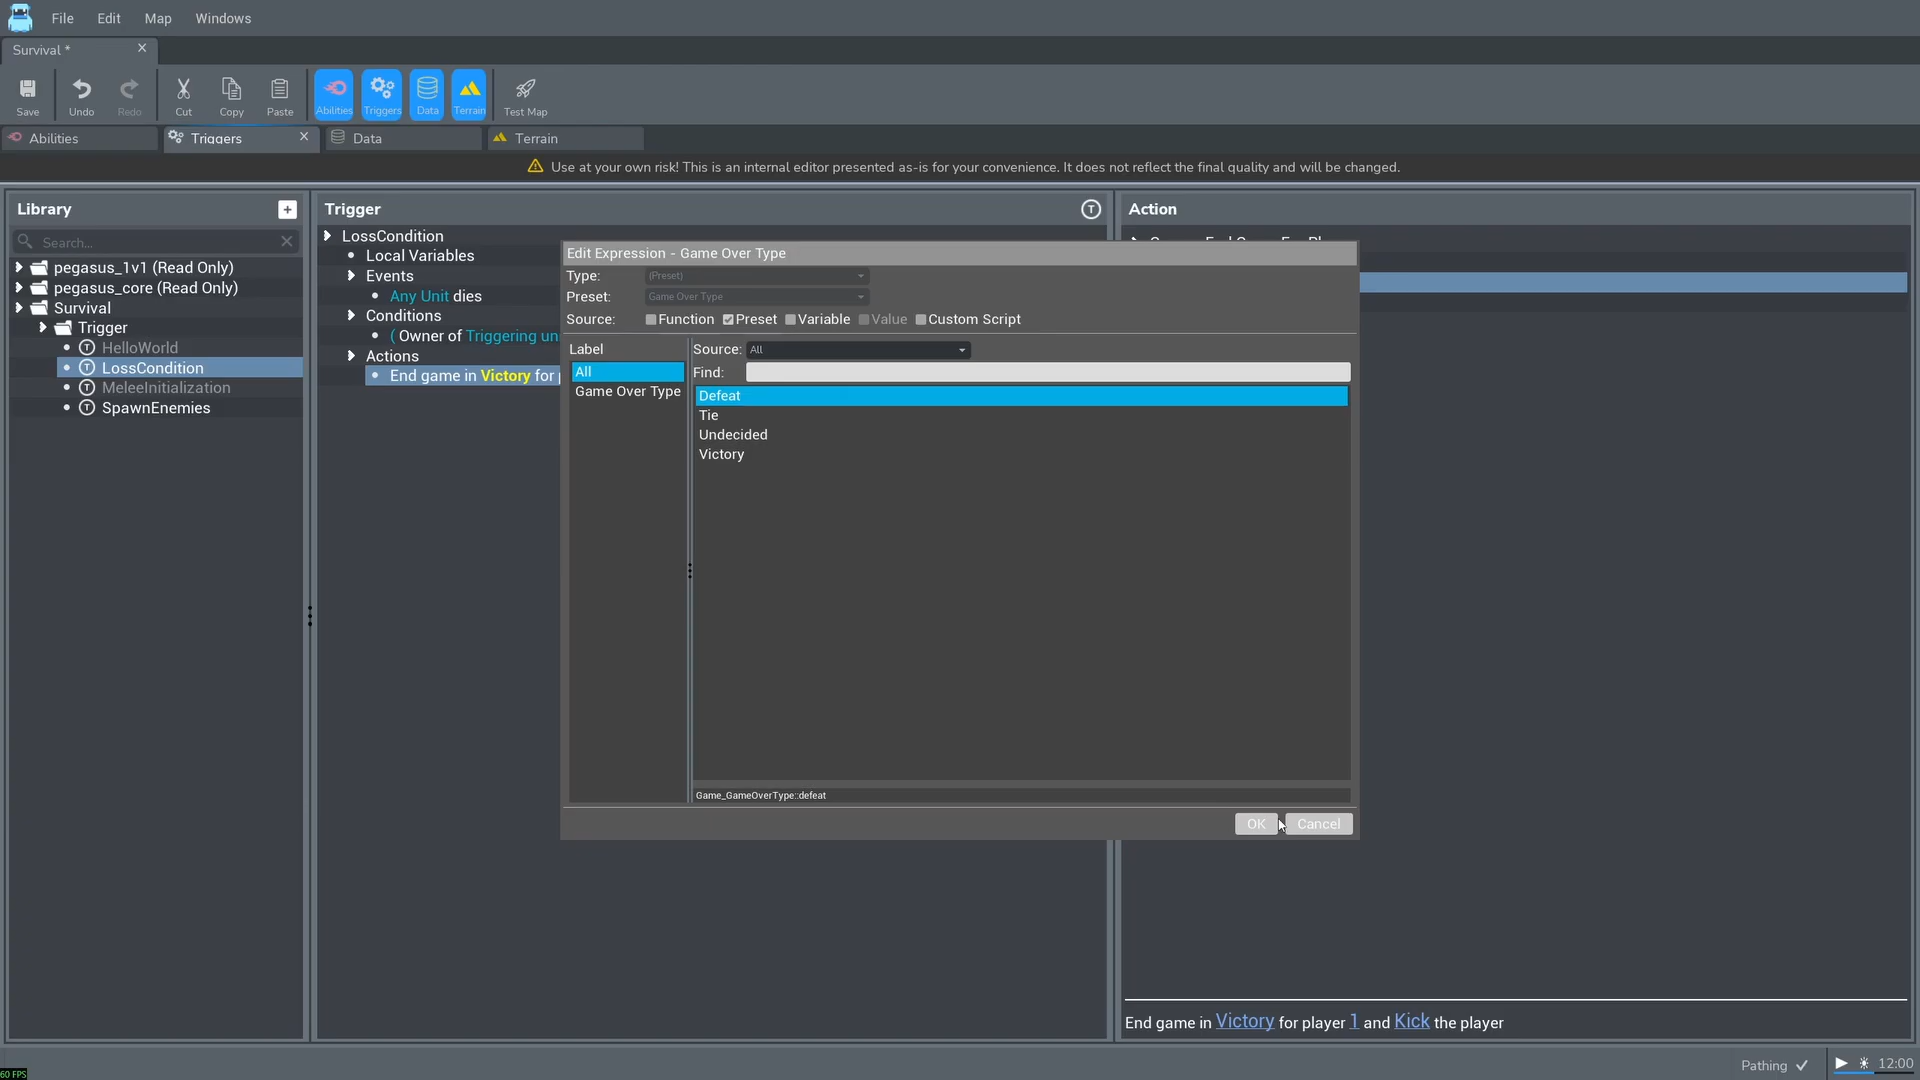 File Edit Map Windows
Survival *
Save Undo Redo Cut Copy Paste Abilities Triggers Data Terrain Test Map
Abilities Triggers Data Terrain
Use at your own risk! This is an internal editor presented as-is for your convenience. It does not reflect the final quality and will be changed.
Library
Search...
pegasus_1v1 (Read Only)
pegasus_core (Read Only)
Survival
Trigger
HelloWorld
LossCondition
MeleeInitialization
SpawnEnemies
Trigger
LossCondition
Local Variables
Events
Any Unit dies
Conditions
( Owner of Triggering un
Actions
End game in Victory for
Edit Expression - Game Over Type
Type: (Preset)
Preset: Game Over Type
Source: Function Preset Variable Value Custom Script
Label
All
Game Over Type
Source: All
Find:
Defeat
Tie
Undecided
Victory
Game_GameOverType::defeat
OK Cancel
Action
End game in Victory for player 1 and Kick the player
Pathing 12:00
60 FPS